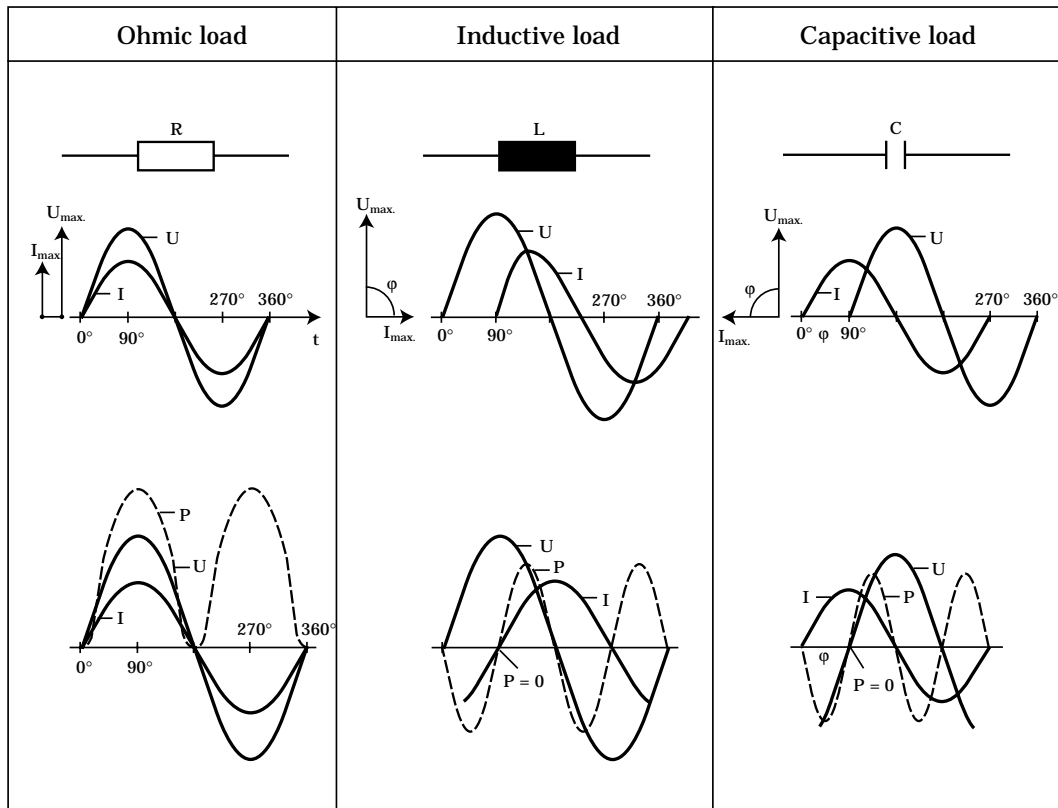 Ohmic load
Inductive load
Capacitive load
R
L
C
Umax.
Imax.
U
I
0°
90°
270°
360°
t
Umax.
φ
Imax.
U
I
0°
90°
270°
360°
Umax.
φ
Imax.
U
I
0°
φ
90°
270°
360°
P
U
I
0°
90°
270°
360°
U
P
I
P = 0
I
U
P
φ
P = 0